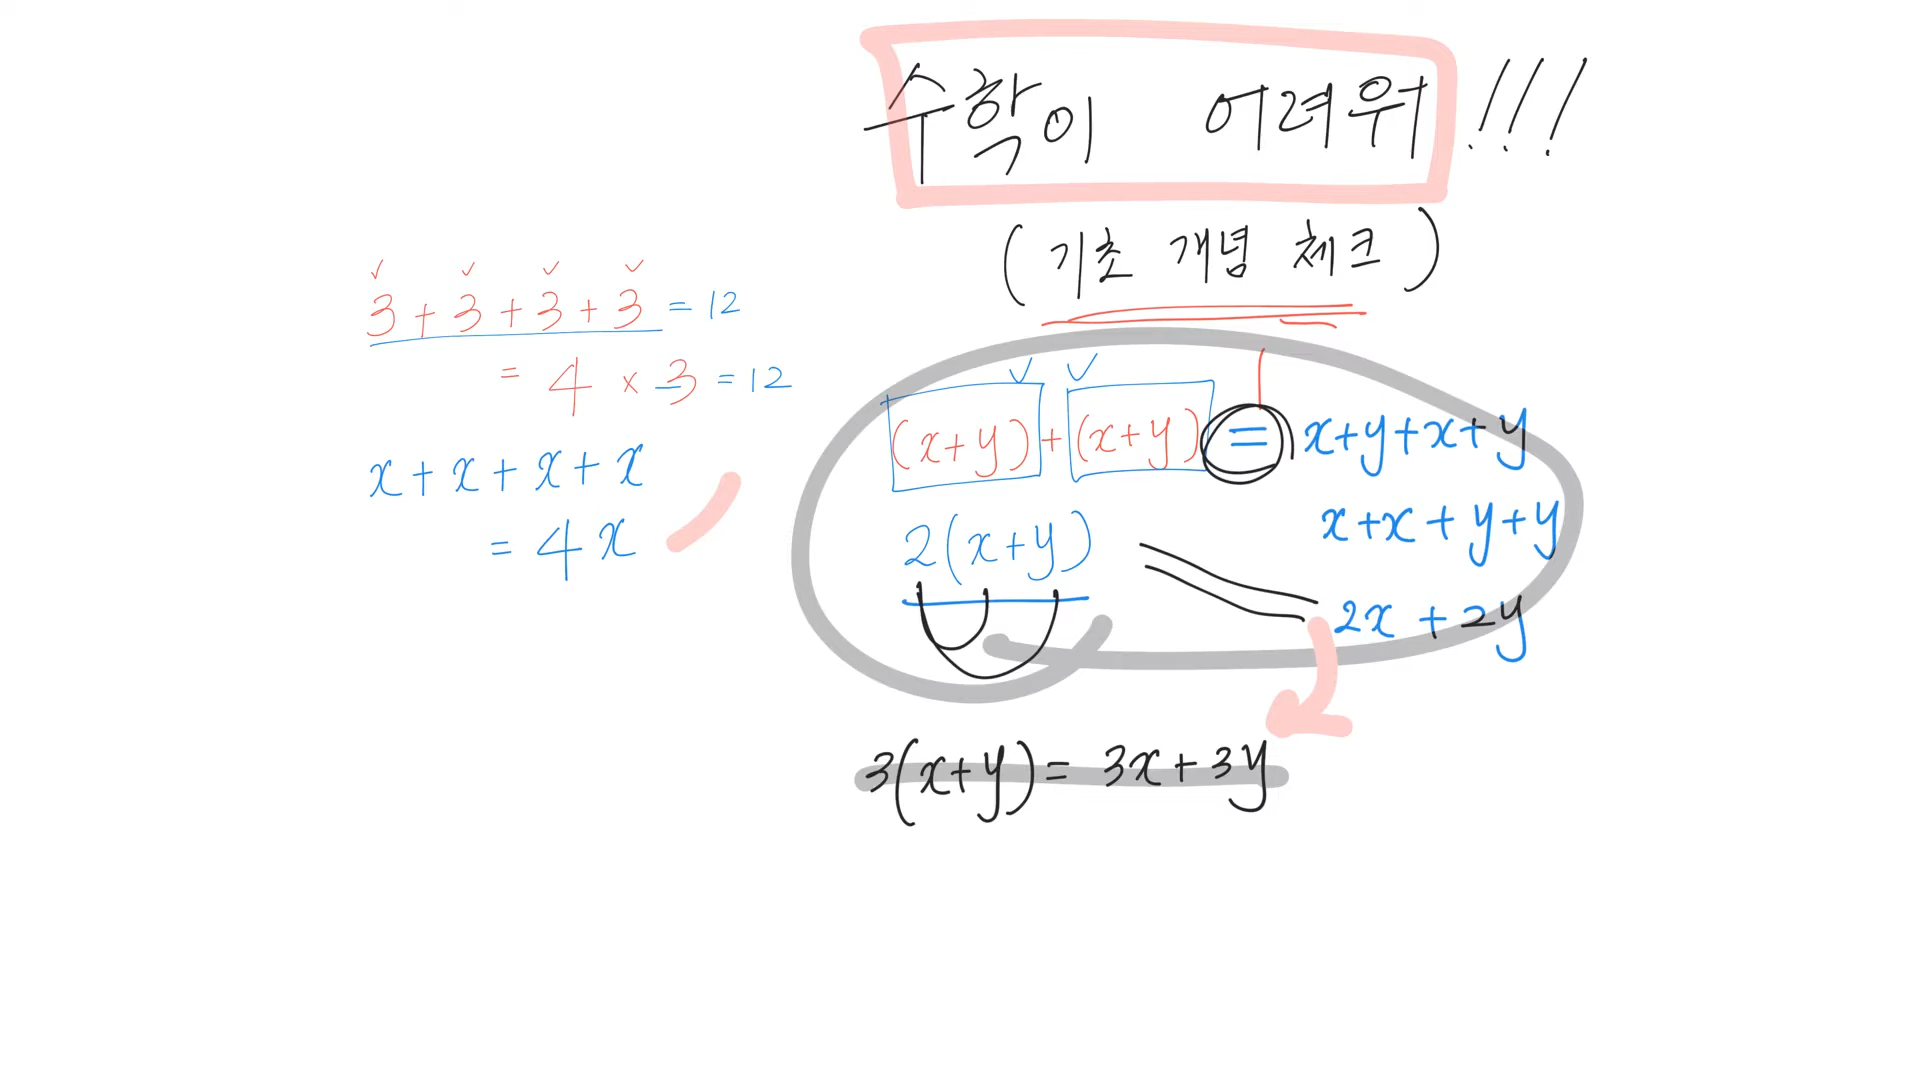 수학이 어려워 !!!
(기초 개념 체크)
3+3+3+3 = 12
= 4 × 3 = 12
x+x+x+x
= 4x
(x+y)+(x+y) = x+y+x+y
x+x+y+y
2(x+y)
2x+2y
3(x+y) = 3x+3y